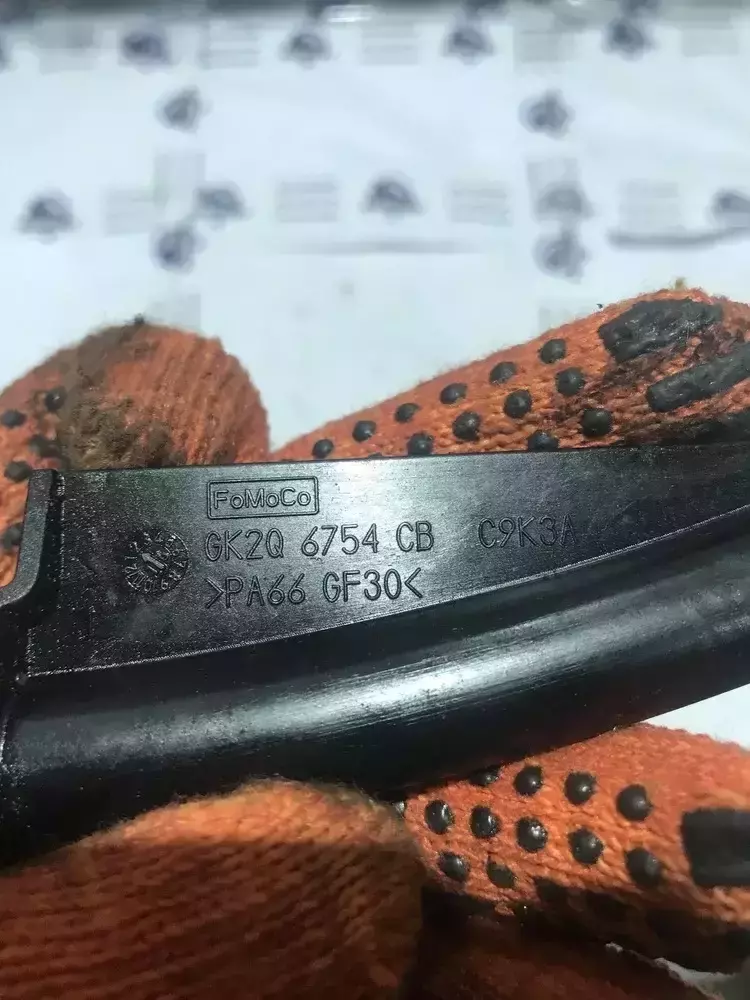 FoMoCo
GK2Q 6754 CB C9K3A
>PA66 GF30<